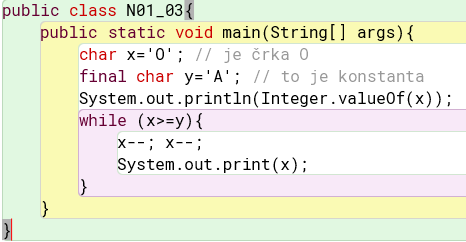 public class N01_03{
public static void main(String[] args){
char x='O'; // je črka O
final char y='A'; // to je konstanta
System.out.println(Integer.valueOf(x));
while (x>=y){
x--; x--;
System.out.print(x);
}
}
}